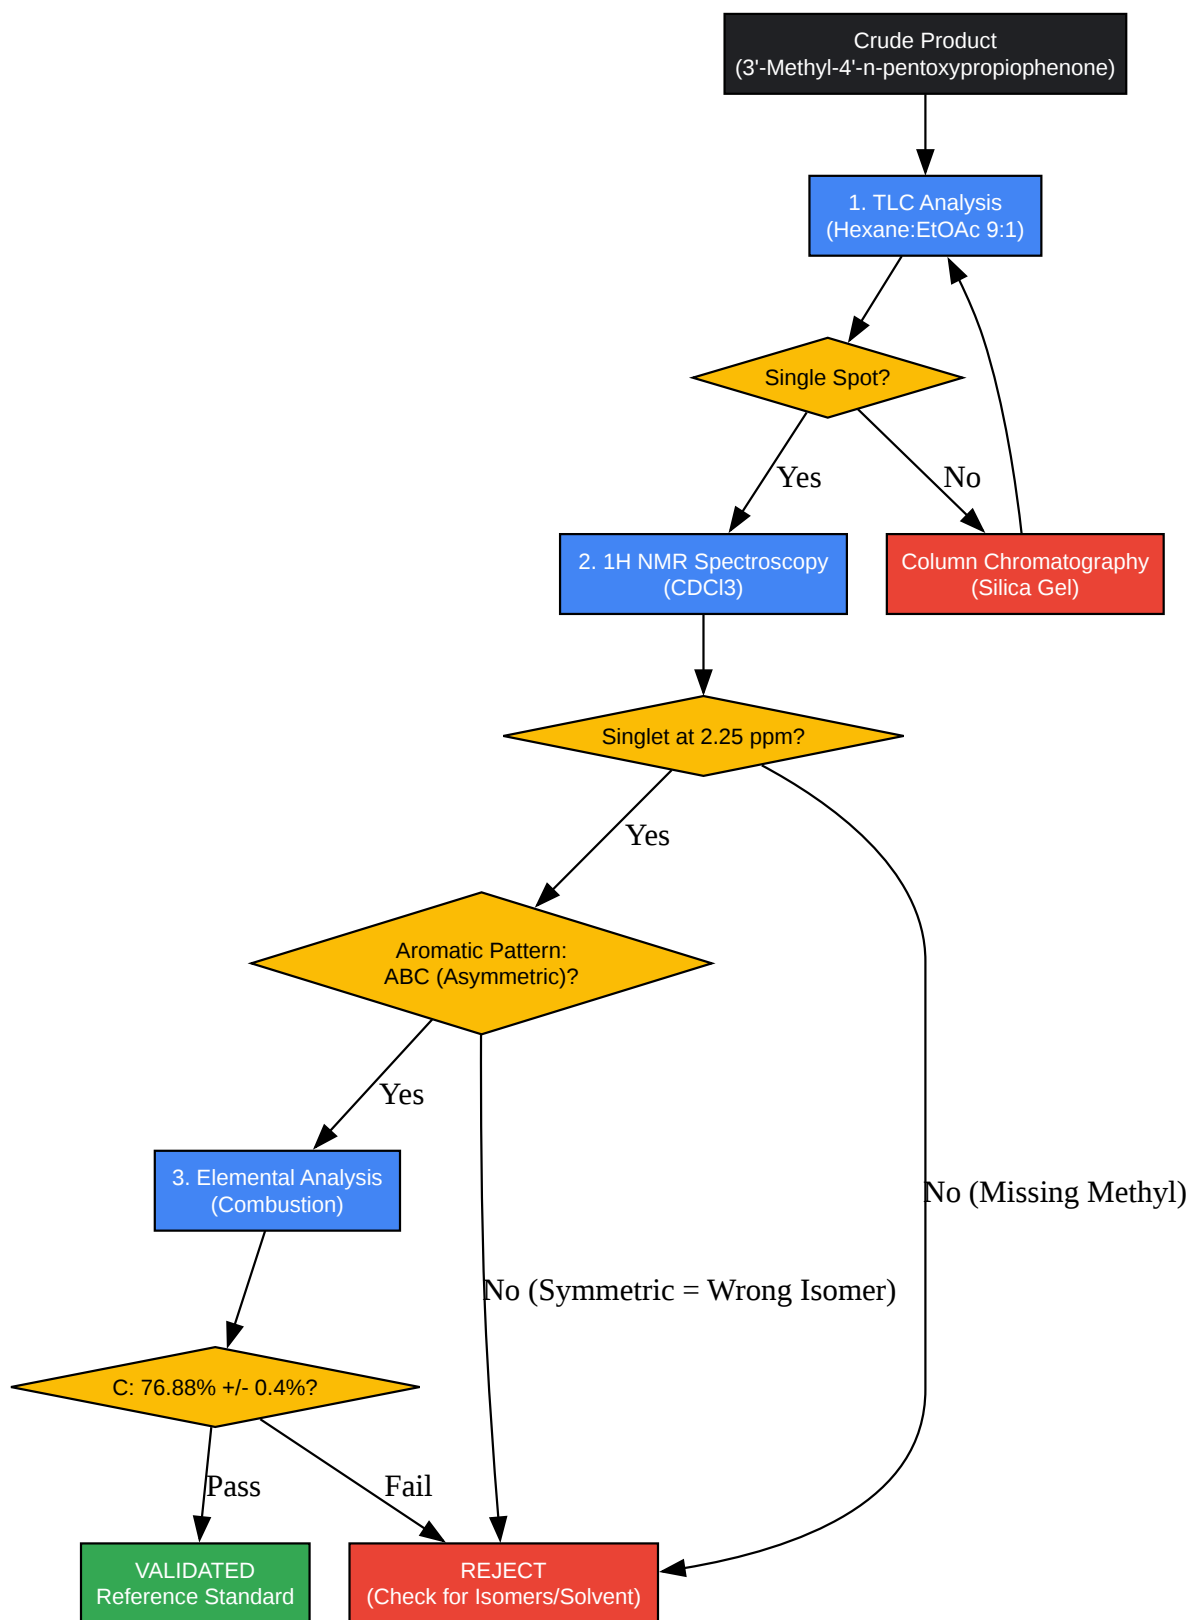 Crude Product
(3'-Methyl-4'-n-pentoxypropiophenone)
1. TLC Analysis
(Hexane:EtOAc 9:1)
Single Spot?
Yes
No
2. 1H NMR Spectroscopy
(CDCl3)
Column Chromatography
(Silica Gel)
Singlet at 2.25 ppm?
Yes
Aromatic Pattern:
ABC (Asymmetric)?
Yes
3. Elemental Analysis
(Combustion)
No (Missing Methyl)
No (Symmetric = Wrong Isomer)
C: 76.88% +/- 0.4%?
Pass
Fail
VALIDATED
Reference Standard
REJECT
(Check for Isomers/Solvent)